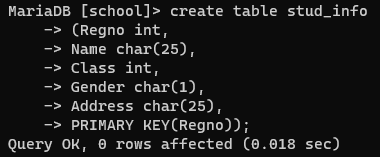 MariaDB [school]> create table stud_info
    -> (Regno int,
    -> Name char(25),
    -> Class int,
    -> Gender char(1),
    -> Address char(25),
    -> PRIMARY KEY(Regno));
Query OK, 0 rows affected (0.018 sec)